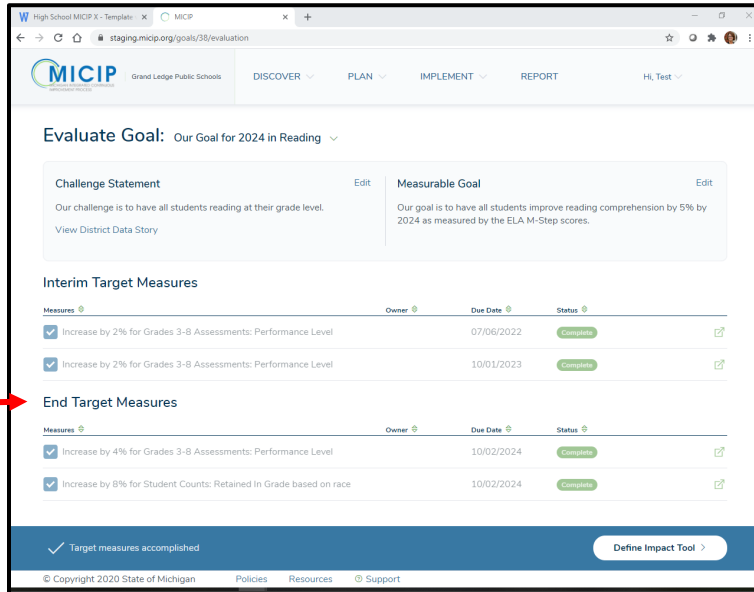 High School MICIP X - Template
MICIP
staging.micip.org/goals/38/evaluation
MICIP
Grand Ledge Public Schools
DISCOVER
PLAN
IMPLEMENT
REPORT
Hi, Test
Evaluate Goal: Our Goal for 2024 in Reading
Challenge Statement Edit
Our challenge is to have all students reading at their grade level.
View District Data Story
Measurable Goal Edit
Our goal is to have all students improve reading comprehension by 5% by
2024 as measured by the ELA M-Step scores.
Interim Target Measures
Measures Owner Due Date Status
Increase by 2% for Grades 3-8 Assessments: Performance Level 07/06/2022 Complete
Increase by 2% for Grades 3-8 Assessments: Performance Level 10/01/2023 Complete
End Target Measures
Measures Owner Due Date Status
Increase by 4% for Grades 3-8 Assessments: Performance Level 10/02/2024 Complete
Increase by 8% for Student Counts: Retained In Grade based on race 10/02/2024 Complete
Target measures accomplished Define Impact Tool >
© Copyright 2020 State of Michigan Policies Resources Support